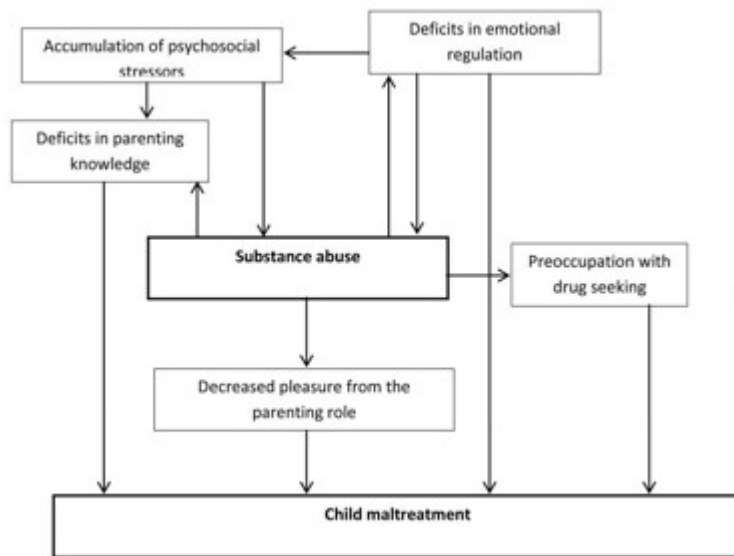 Accumulation of psychosocial
stressors
Deficits in emotional
regulation
Deficits in parenting
knowledge
Substance abuse
Preoccupation with
drug seeking
Decreased pleasure from the
parenting role
Child maltreatment